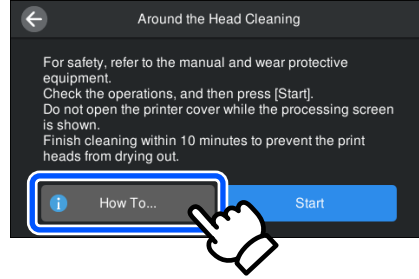 Around the Head Cleaning
For safety, refer to the manual and wear protective
equipment.
Check the operations, and then press [Start].
Do not open the printer cover while the processing screen
is shown.
Finish cleaning within 10 minutes to prevent the print
heads from drying out.
i How To... Start